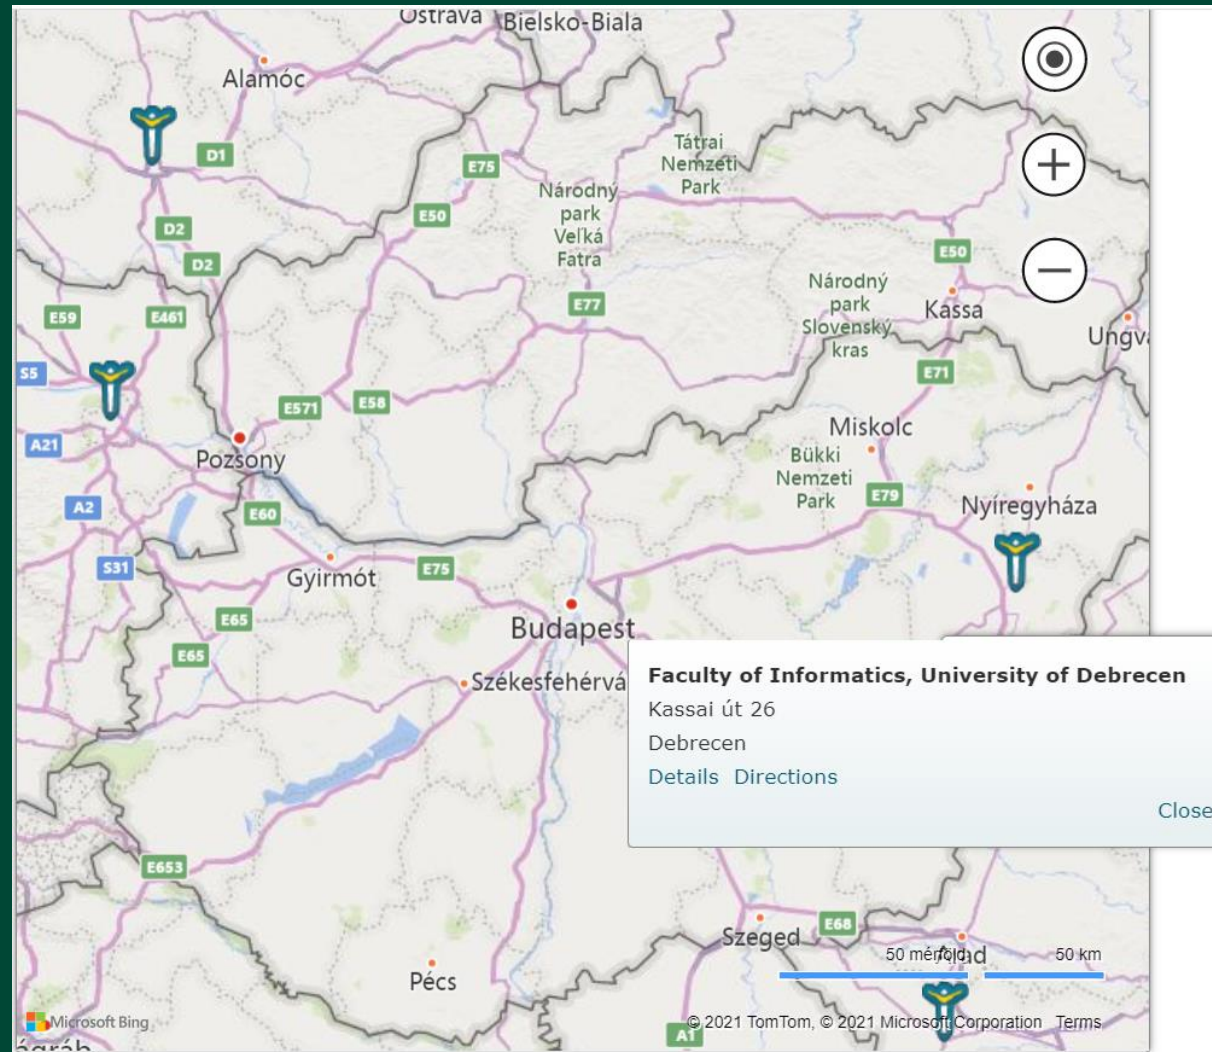 Ostrava
Bielsko-Biala
Alamóc
D1
Tátrai
Nemzeti
Park
E75
Národný
park
Veľká
Fatra
E50
D2
D2
E50
Národný
park
Slovenský
kras
Kassa
E59
E461
E77
S5
E71
E571
E58
A21
Pozsony
Miskolc
Bükki
Nemzeti
Park
E79
A2
E60
Nyíregyháza
S31
Gyirmót
E75
E65
Budapest
E65
Székesfehérvá
Faculty of Informatics, University of Debrecen
Kassai út 26
Debrecen
Details Directions
Close
E653
Szeged
E68
50 mérföld
50 km
Pécs
Microsoft Bing
A1
© 2021 TomTom, © 2021 Microsoft Corporation Terms